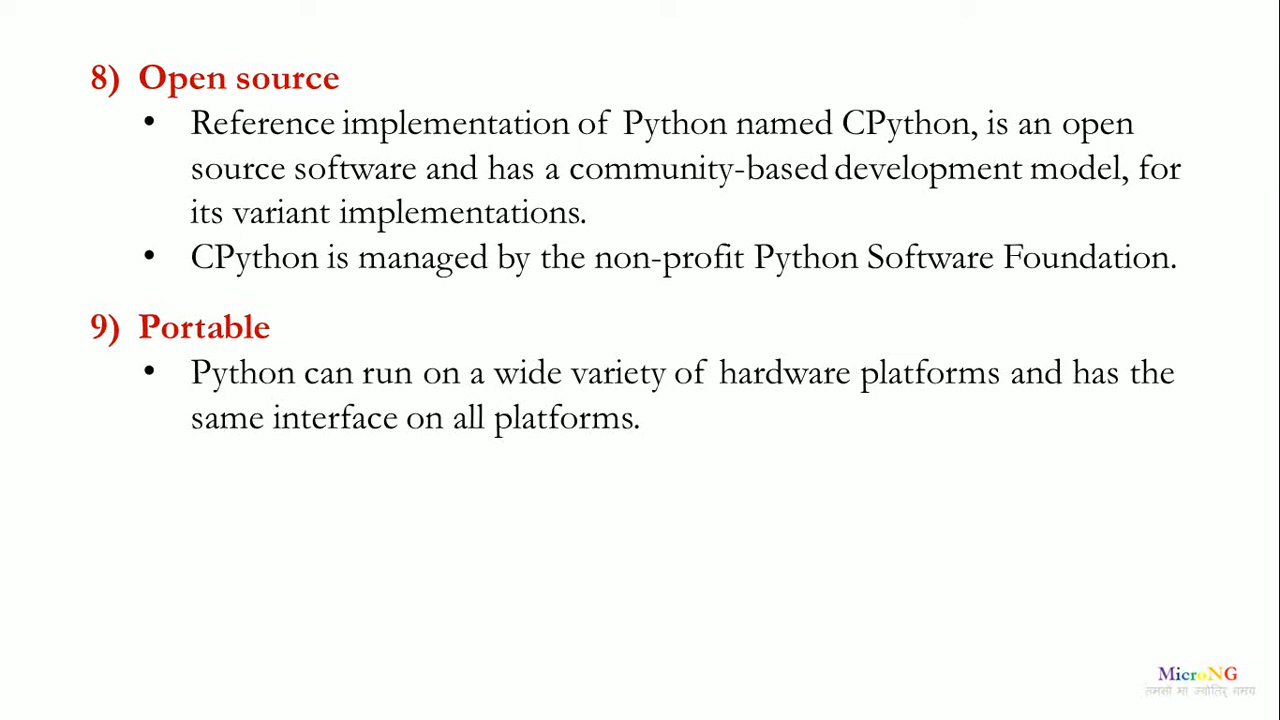 8) Open source
• Reference implementation of Python named CPython, is an open
source software and has a community-based development model, for
its variant implementations.
• CPython is managed by the non-profit Python Software Foundation.
9) Portable
• Python can run on a wide variety of hardware platforms and has the
same interface on all platforms.
MicroNG
तमसो मा ज्योतिर् गमय